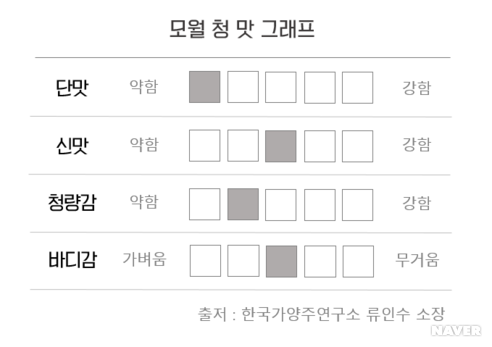 모월 청 맛 그래프
단맛 약함 강함
신맛 약함 강함
청량감 약함 강함
바디감 가벼움 무거움
출저 : 한국가양주연구소 류인수 소장
NAVER